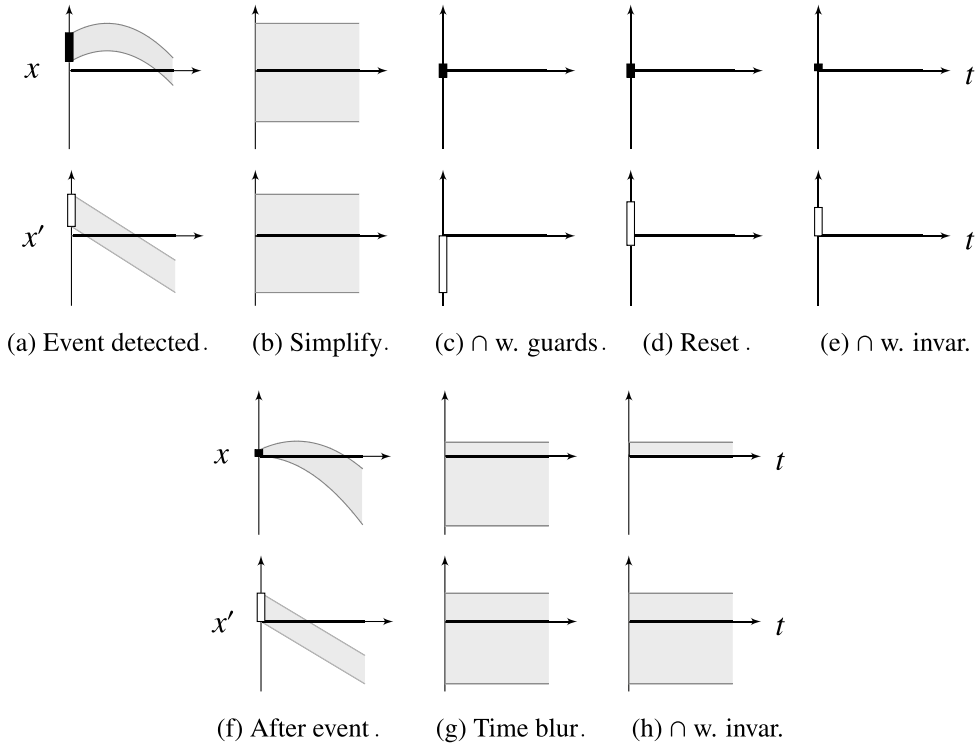 x t
x′ t
(a) Event detected. (b) Simplify. (c) ∩ w. guards. (d) Reset. (e) ∩ w. invar.
x t
x′ t
(f) After event. (g) Time blur. (h) ∩ w. invar.